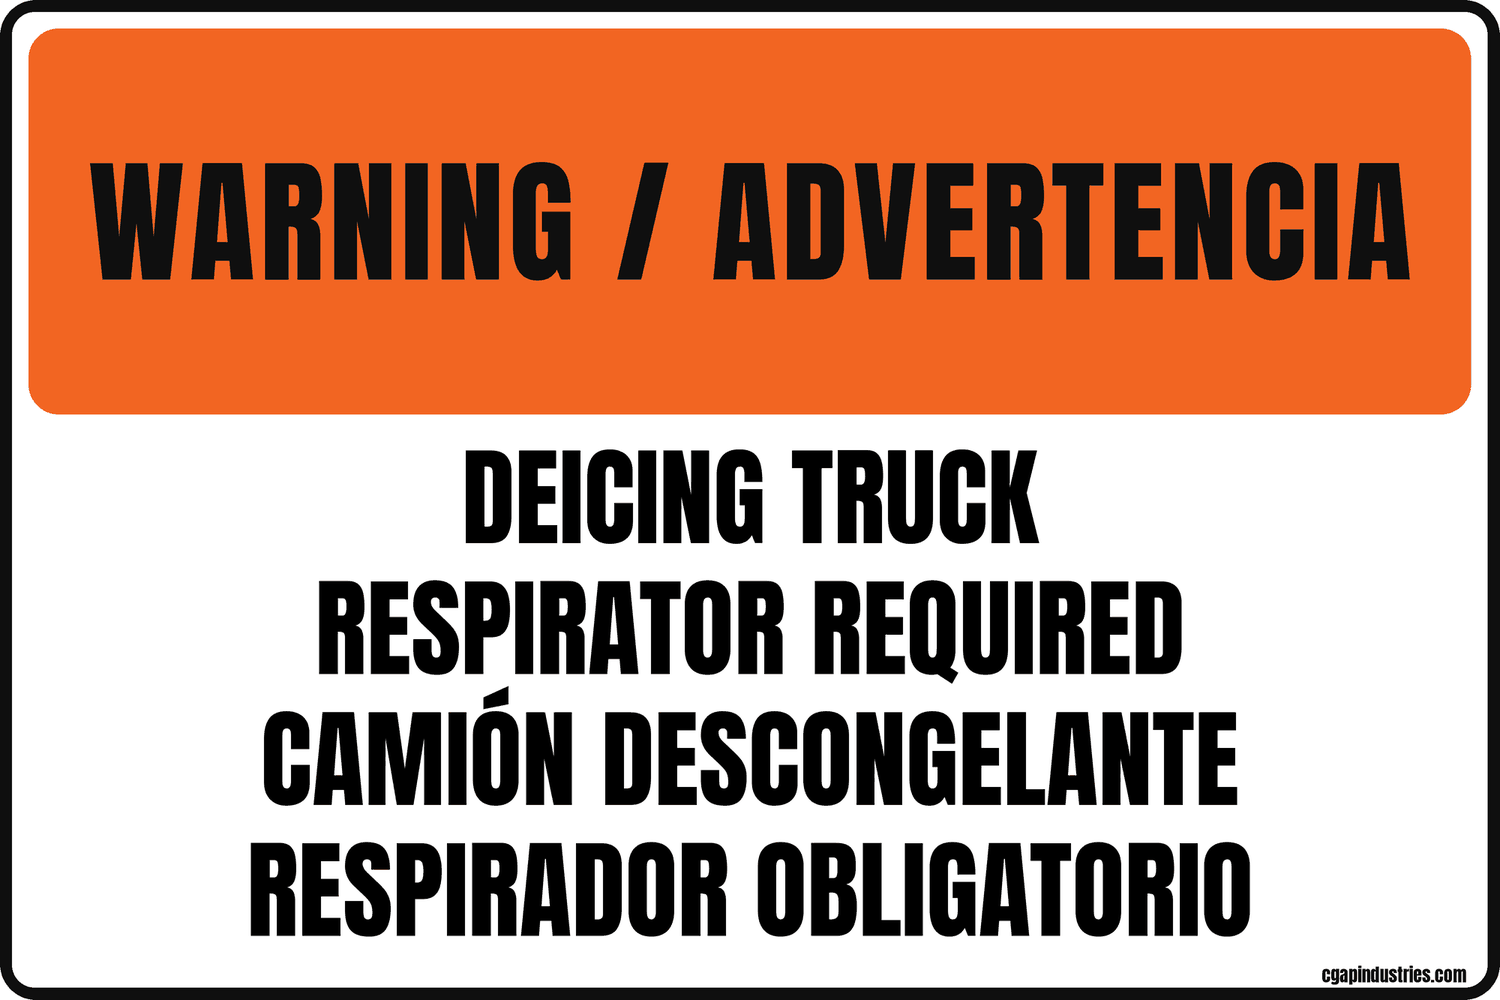 WARNING / ADVERTENCIA
DEICING TRUCK
RESPIRATOR REQUIRED
CAMIÓN DESCONGELANTE
RESPIRADOR OBLIGATORIO
cgapindustries.com